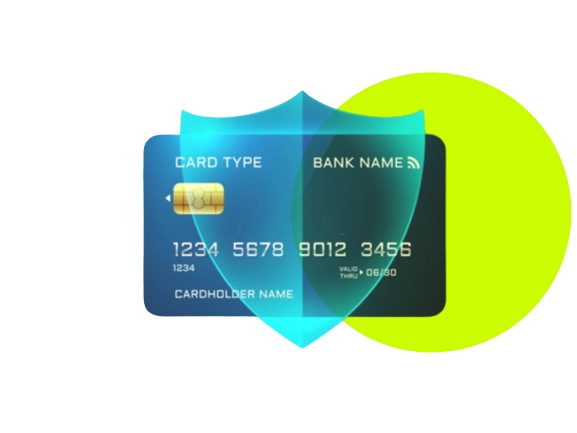 CARD TYPE BANK NAME
1234 5678 9012 3456
1234 VALID THRU 06/30
CARDHOLDER NAME